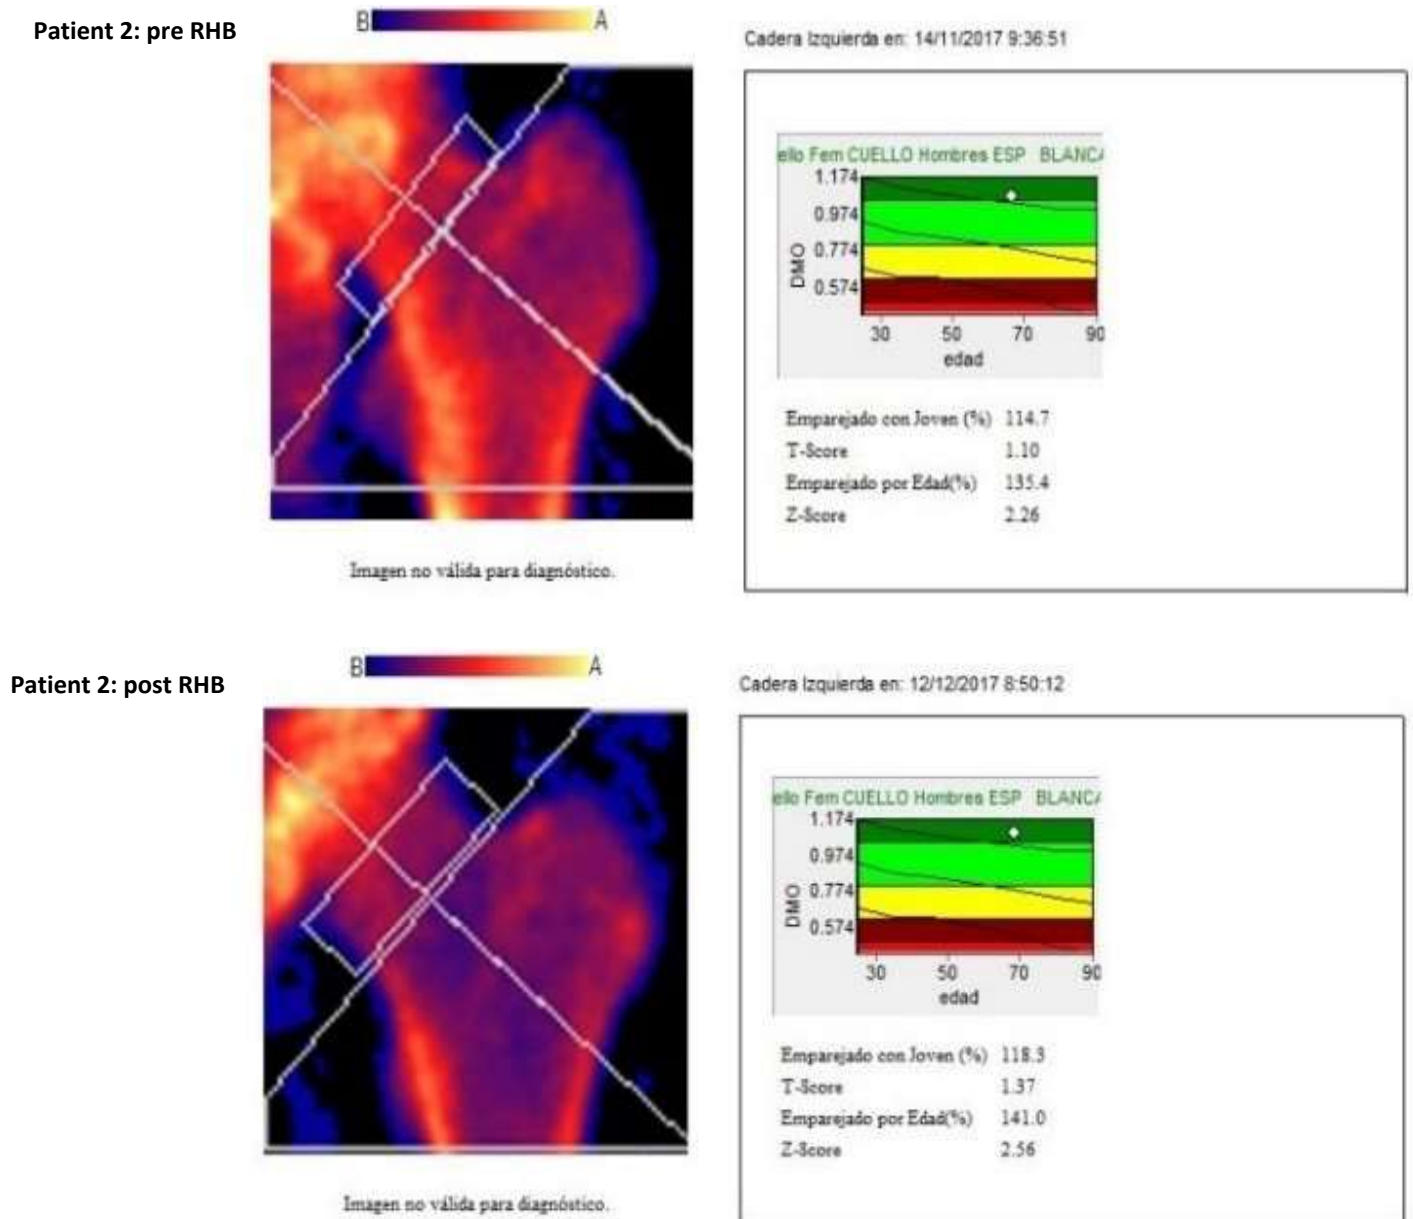 Patient 2: pre RHB
B A
Cadera Izquierda en: 14/11/2017 9:36:51
ello Fem CUELLO Hombres ESP BLANCA
1.174
0.974
0.774
0.574
DMO
30 50 70 90
edad
Emparejado con Joven (%) 114.7
T-Score 1.10
Emparejado por Edad(%) 135.4
Z-Score 2.26
Imagen no válida para diagnóstico.
Patient 2: post RHB
B A
Cadera Izquierda en: 12/12/2017 8:50:12
ello Fem CUELLO Hombres ESP BLANCA
1.174
0.974
0.774
0.574
DMO
30 50 70 90
edad
Emparejado con Joven (%) 118.3
T-Score 1.37
Emparejado por Edad(%) 141.0
Z-Score 2.56
Imagen no válida para diagnóstico.